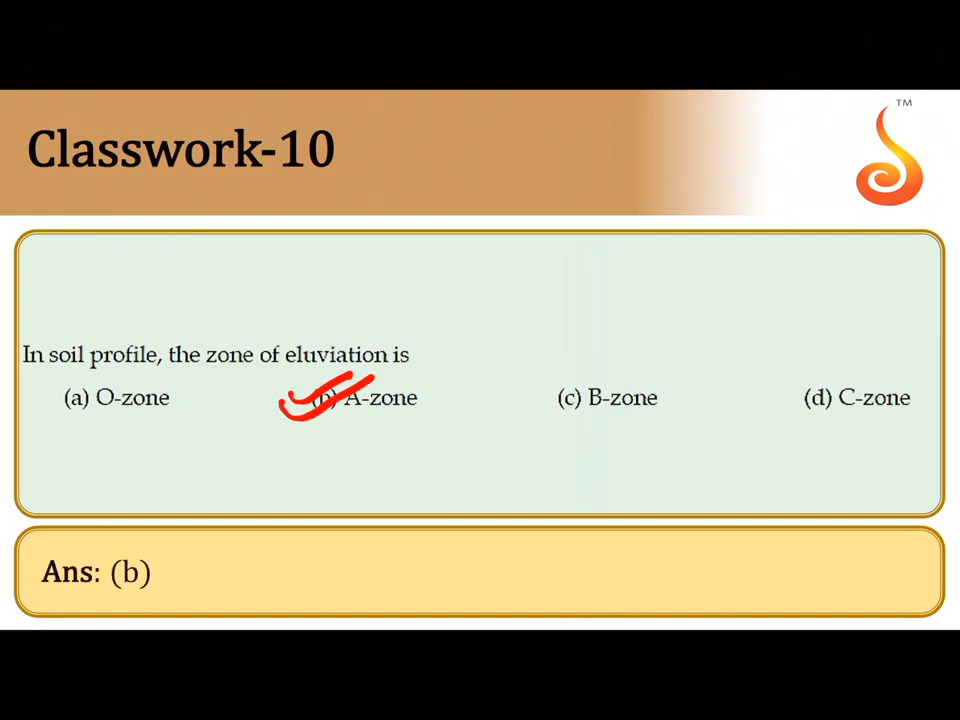 TM
Classwork-10
In soil profile, the zone of eluviation is
(a) O-zone (b) A-zone (c) B-zone (d) C-zone
Ans: (b)